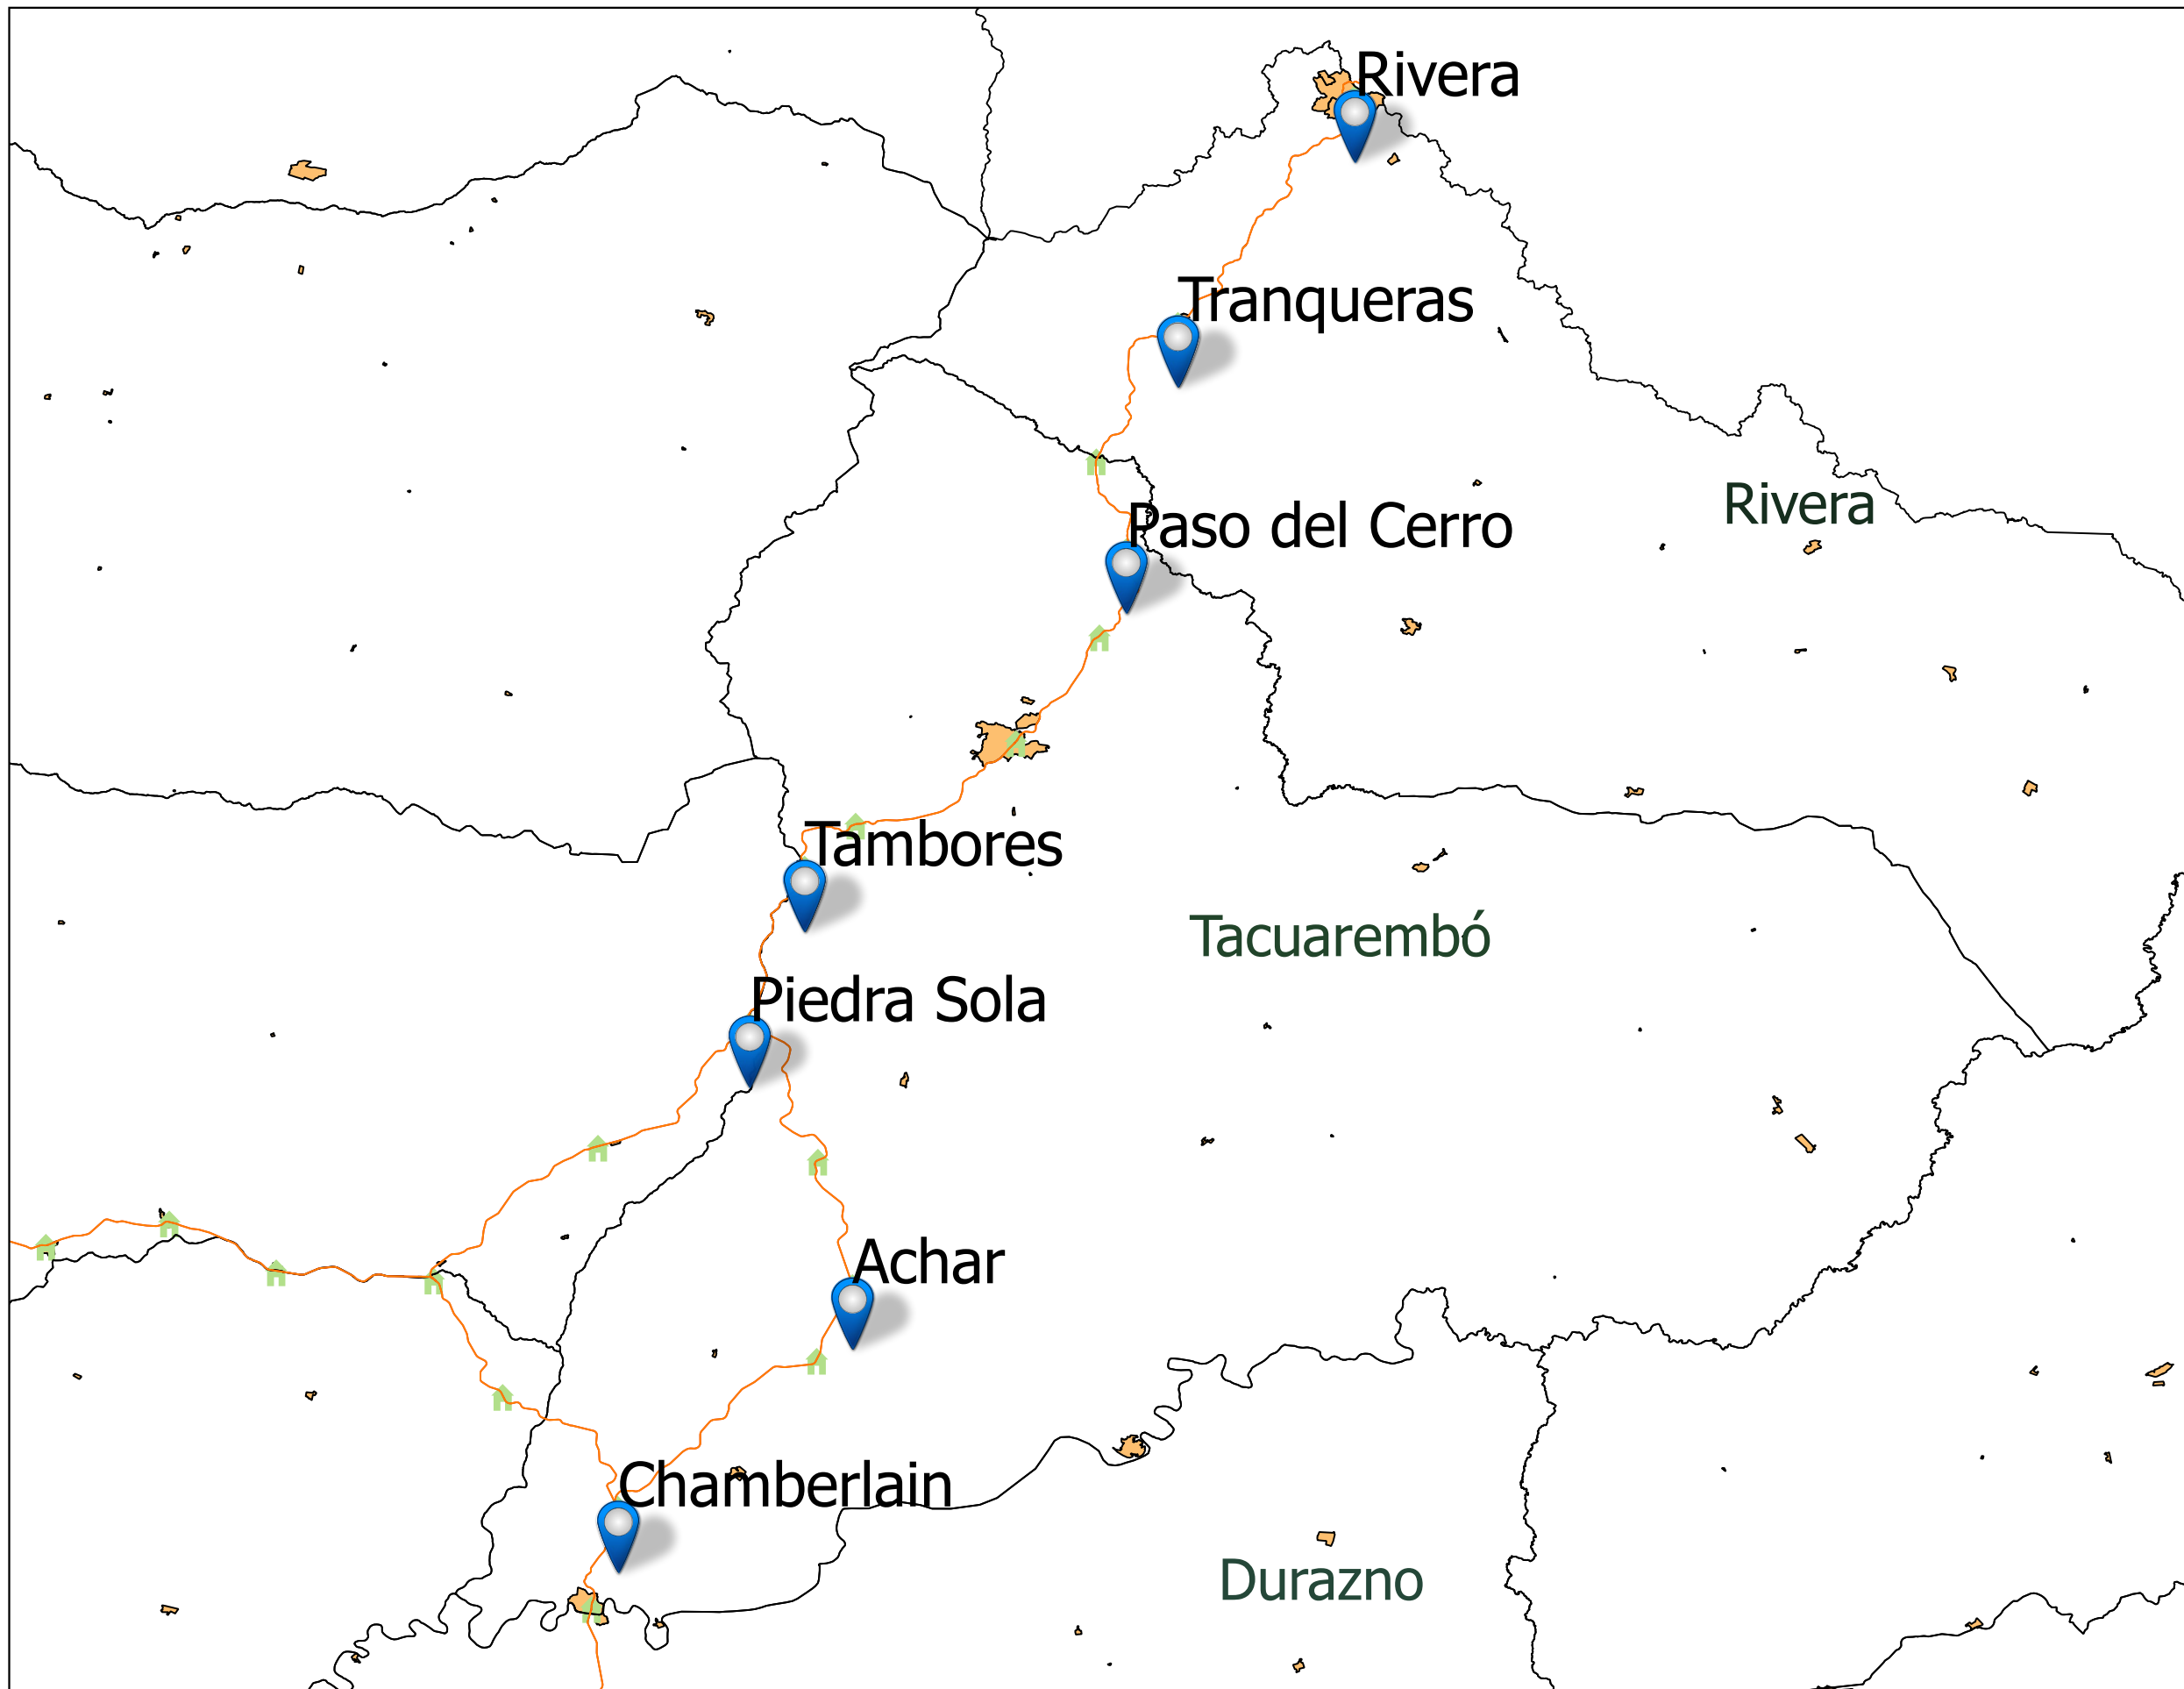 Rivera
Tranqueras
Rivera
Paso del Cerro
Tambores
Tacuarembó
Piedra Sola
Achar
Chamberlain
Durazno